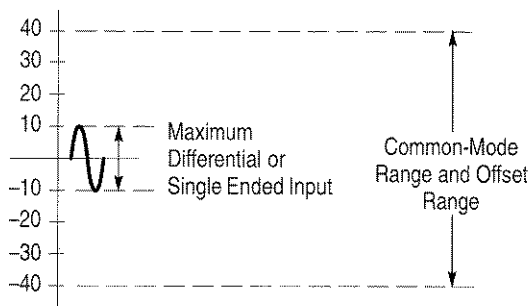 40
30
20
10
–10
–20
–30
–40
Maximum
Differential or
Single Ended Input
Common-Mode
Range and Offset
Range